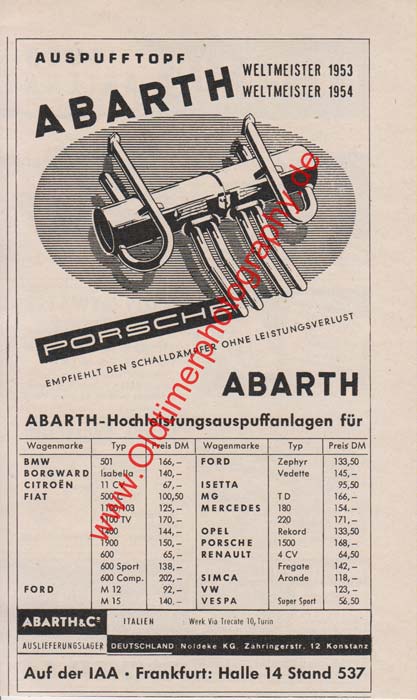 AUSPUFFTOPF
ABARTH
WELTMEISTER 1953
WELTMEISTER 1954
PORSCHE
EMPFIEHLT DEN SCHALLDÄMPFER OHNE LEISTUNGSVERLUST
ABARTH
ABARTH-Hochleistungsauspuffanlagen für
Wagenmarke Typ Preis DM Wagenmarke Typ Preis DM
BMW 501 166,– FORD Zephyr 133,50
BORGWARD Isabella 140,– Vedette 145,–
CITROËN 11 67,– ISETTA 95,50
FIAT 500 C 100,50 MG TD 166,–
1100-103 125,– MERCEDES 180 154,–
1100 TV 170,– 220 171,–
1400 144,– OPEL Rekord 133,50
1900 150,– PORSCHE 1500 168,–
600 65,– RENAULT 4 CV 64,50
600 Sport 138,– Fregate 142,–
600 Comp. 202,– SIMCA Aronde 118,–
FORD M 12 92,– VW 123,–
M 15 140,– VESPA Super Sport 56,50
ABARTH & Co ITALIEN Werk Via Trecate 10, Turin
AUSLIEFERUNGSLAGER DEUTSCHLAND: Noldeke KG, Zähringerstr. 12 Konstanz
Auf der IAA · Frankfurt: Halle 14 Stand 537
www.Oldtimerphotography.de